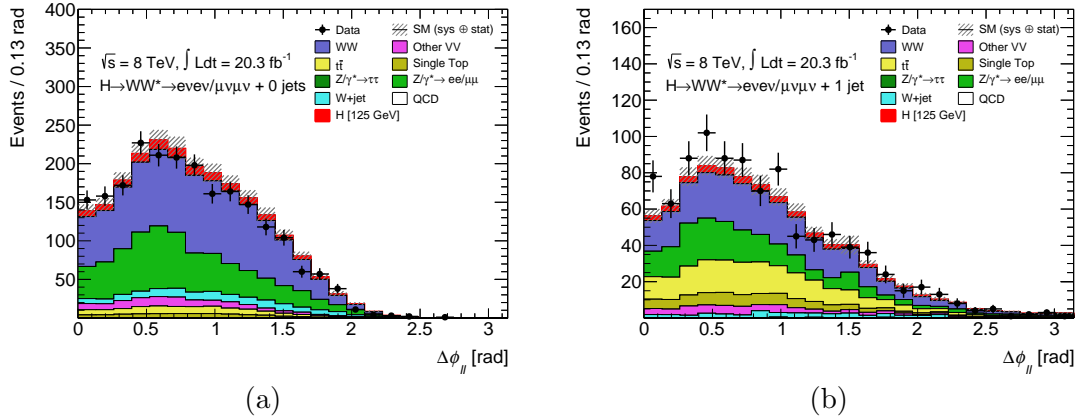 Events / 0.13 rad
400
350
300
250
200
150
100
50
0 0.5 1 1.5 2 2.5 3
Δϕ_ll [rad]
Data SM (sys ⊕ stat)
WW Other VV
tt̄ Single Top
Z/γ*→ττ Z/γ*→ ee/μμ
W+jet QCD
H [125 GeV]
√s = 8 TeV, ∫ Ldt = 20.3 fb⁻¹
H→WW*→eνeν/μνμν + 0 jets
(a)
Events / 0.13 rad
160
140
120
100
80
60
40
20
0 0.5 1 1.5 2 2.5 3
Δϕ_ll [rad]
Data SM (sys ⊕ stat)
WW Other VV
tt̄ Single Top
Z/γ*→ττ Z/γ*→ ee/μμ
W+jet QCD
H [125 GeV]
√s = 8 TeV, ∫ Ldt = 20.3 fb⁻¹
H→WW*→eνeν/μνμν + 1 jet
(b)